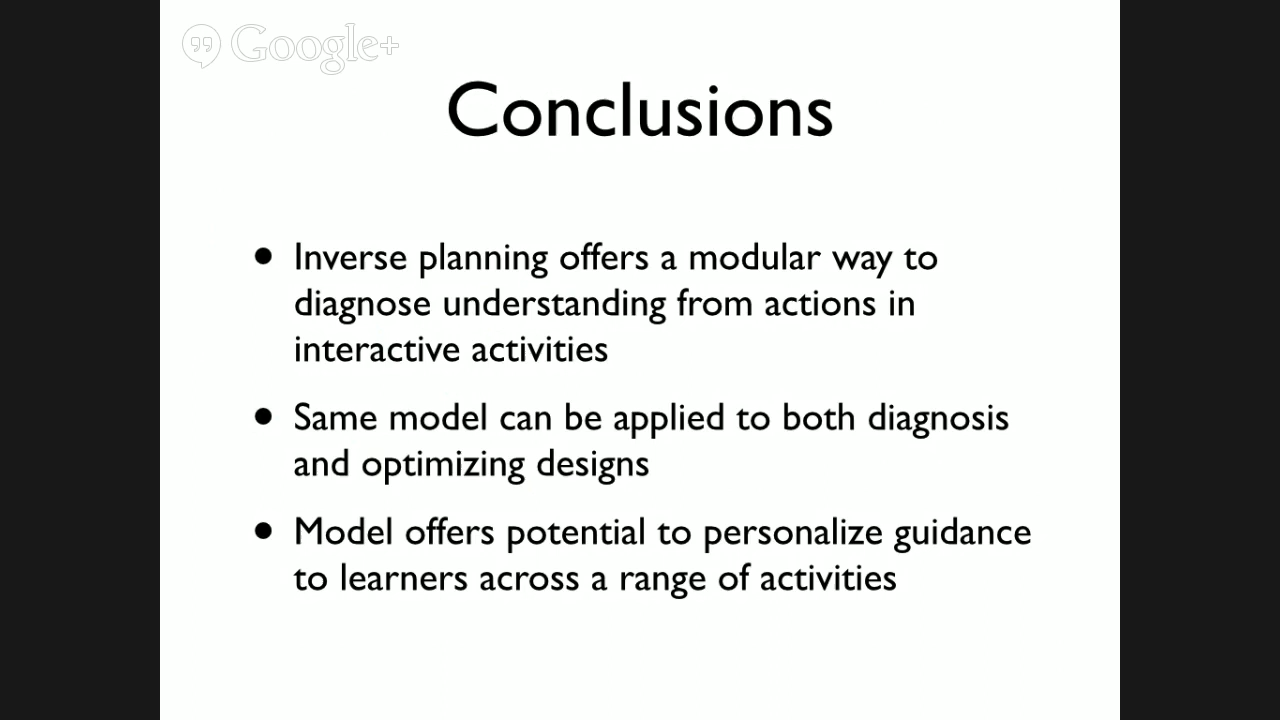 Google+
Conclusions
• Inverse planning offers a modular way to
diagnose understanding from actions in
interactive activities
• Same model can be applied to both diagnosis
and optimizing designs
• Model offers potential to personalize guidance
to learners across a range of activities